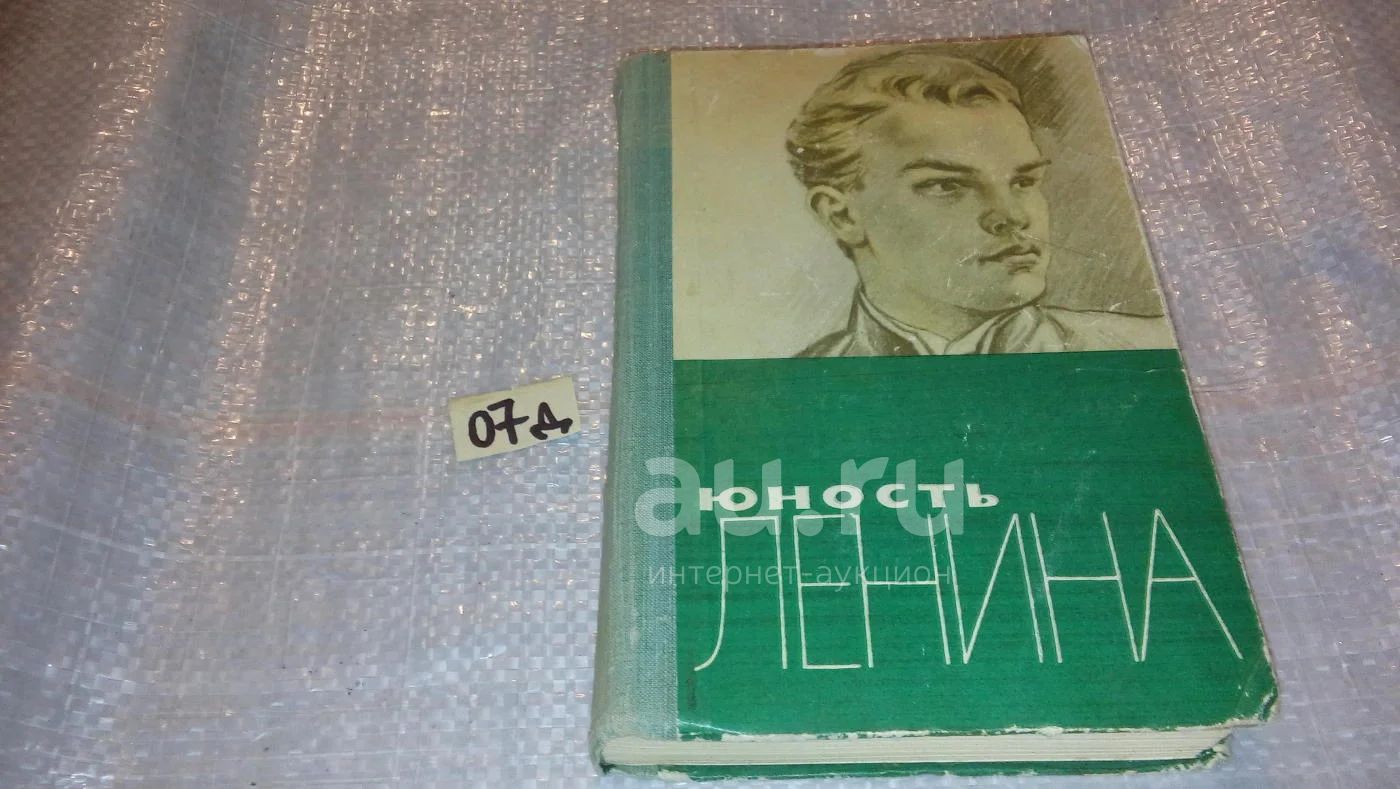 07д
юность
ЛЕНИНА
au.ru
интернет-аукцион